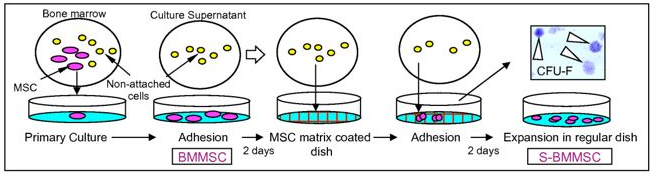 Bone marrow
Culture Supernatant
MSC
Non-attached
cells
CFU-F
Primary Culture
Adhesion
MSC matrix coated
dish
Adhesion
Expansion in regular dish
BMMSC
2 days
2 days
S-BMMSC